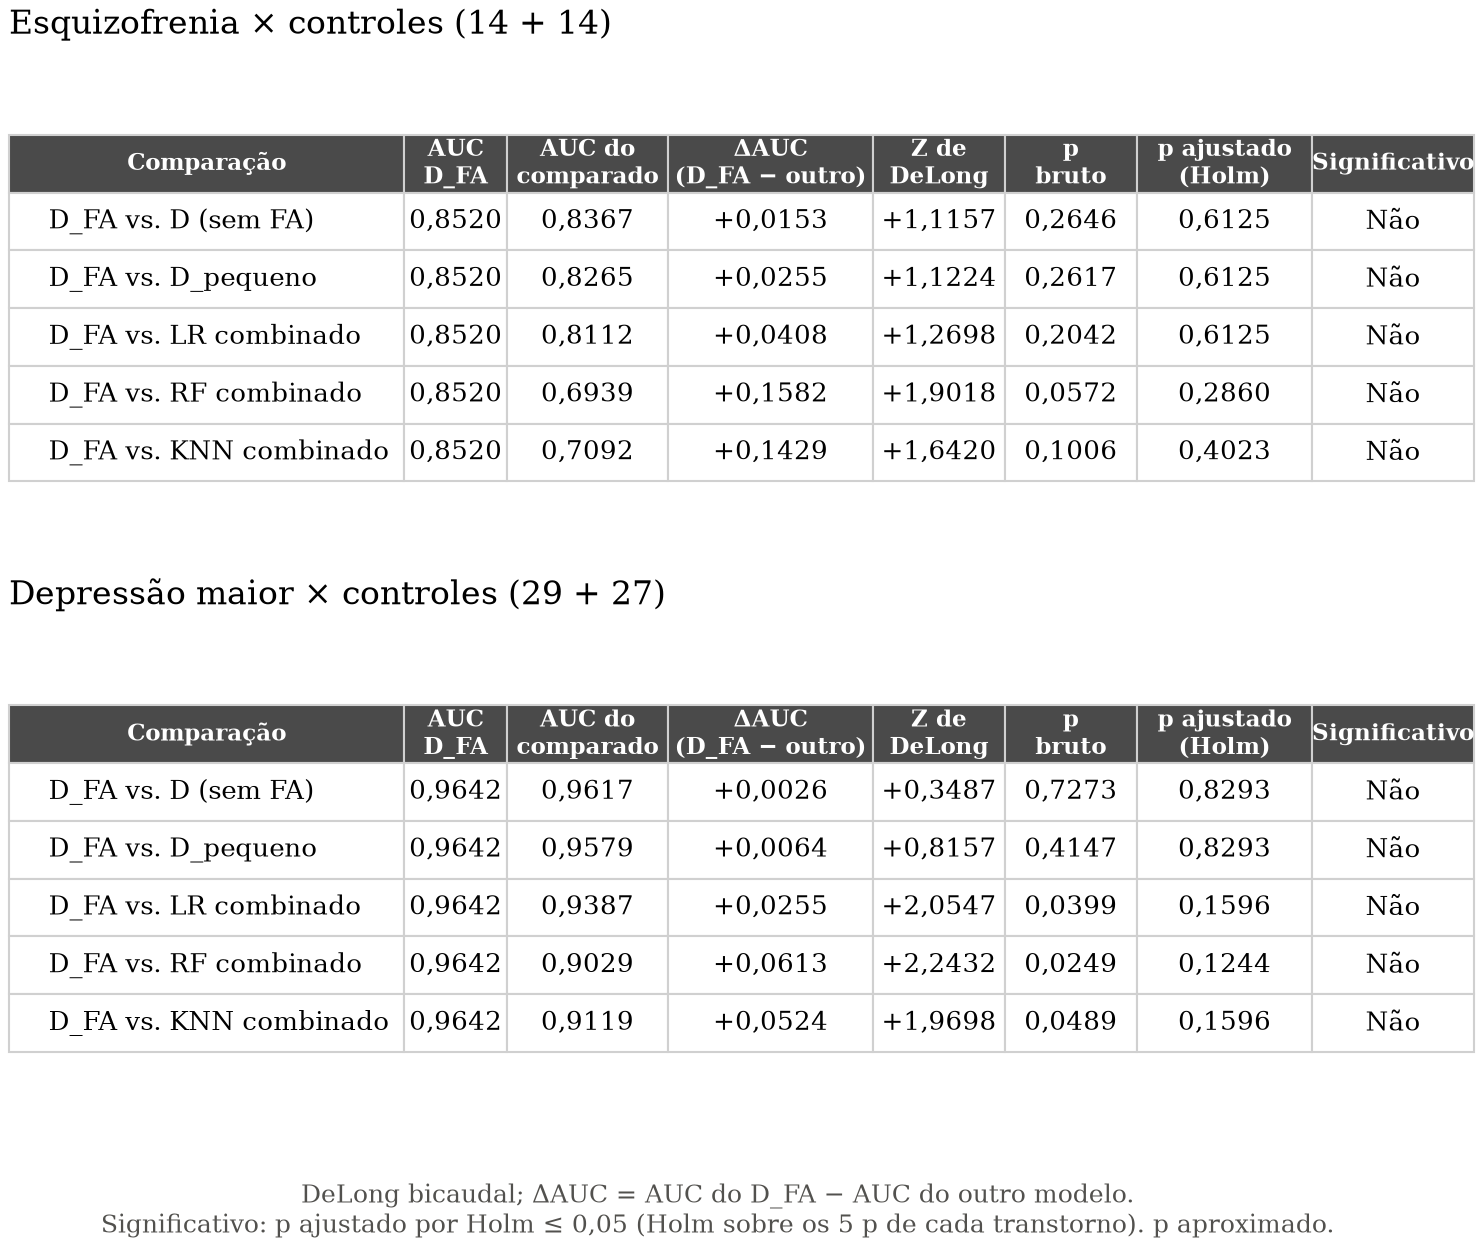 Esquizofrenia × controles (14 + 14)
Comparação | AUC D_FA | AUC do comparado | ΔAUC (D_FA − outro) | Z de DeLong | p bruto | p ajustado (Holm) | Significativo
D_FA vs. D (sem FA) | 0,8520 | 0,8367 | +0,0153 | +1,1157 | 0,2646 | 0,6125 | Não
D_FA vs. D_pequeno | 0,8520 | 0,8265 | +0,0255 | +1,1224 | 0,2617 | 0,6125 | Não
D_FA vs. LR combinado | 0,8520 | 0,8112 | +0,0408 | +1,2698 | 0,2042 | 0,6125 | Não
D_FA vs. RF combinado | 0,8520 | 0,6939 | +0,1582 | +1,9018 | 0,0572 | 0,2860 | Não
D_FA vs. KNN combinado | 0,8520 | 0,7092 | +0,1429 | +1,6420 | 0,1006 | 0,4023 | Não
Depressão maior × controles (29 + 27)
Comparação | AUC D_FA | AUC do comparado | ΔAUC (D_FA − outro) | Z de DeLong | p bruto | p ajustado (Holm) | Significativo
D_FA vs. D (sem FA) | 0,9642 | 0,9617 | +0,0026 | +0,3487 | 0,7273 | 0,8293 | Não
D_FA vs. D_pequeno | 0,9642 | 0,9579 | +0,0064 | +0,8157 | 0,4147 | 0,8293 | Não
D_FA vs. LR combinado | 0,9642 | 0,9387 | +0,0255 | +2,0547 | 0,0399 | 0,1596 | Não
D_FA vs. RF combinado | 0,9642 | 0,9029 | +0,0613 | +2,2432 | 0,0249 | 0,1244 | Não
D_FA vs. KNN combinado | 0,9642 | 0,9119 | +0,0524 | +1,9698 | 0,0489 | 0,1596 | Não
DeLong bicaudal; ΔAUC = AUC do D_FA − AUC do outro modelo.
Significativo: p ajustado por Holm ≤ 0,05 (Holm sobre os 5 p de cada transtorno). p aproximado.